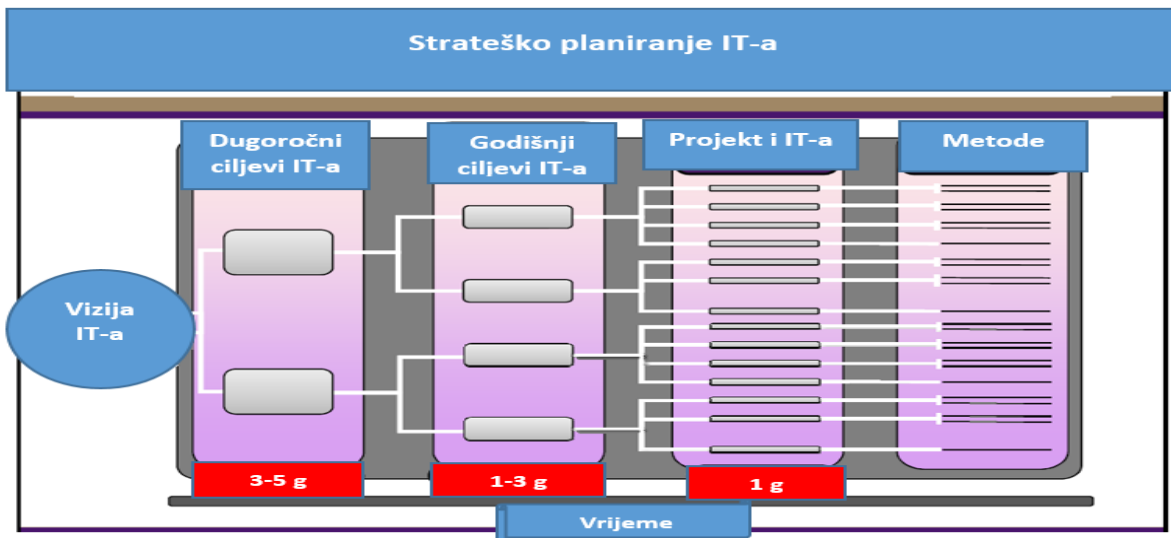 Strateško planiranje IT-a
Dugoročni
ciljevi IT-a
Godišnji
ciljevi IT-a
Projekt i IT-a
Metode
Vizija
IT-a
3-5 g
1-3 g
1 g
Vrijeme